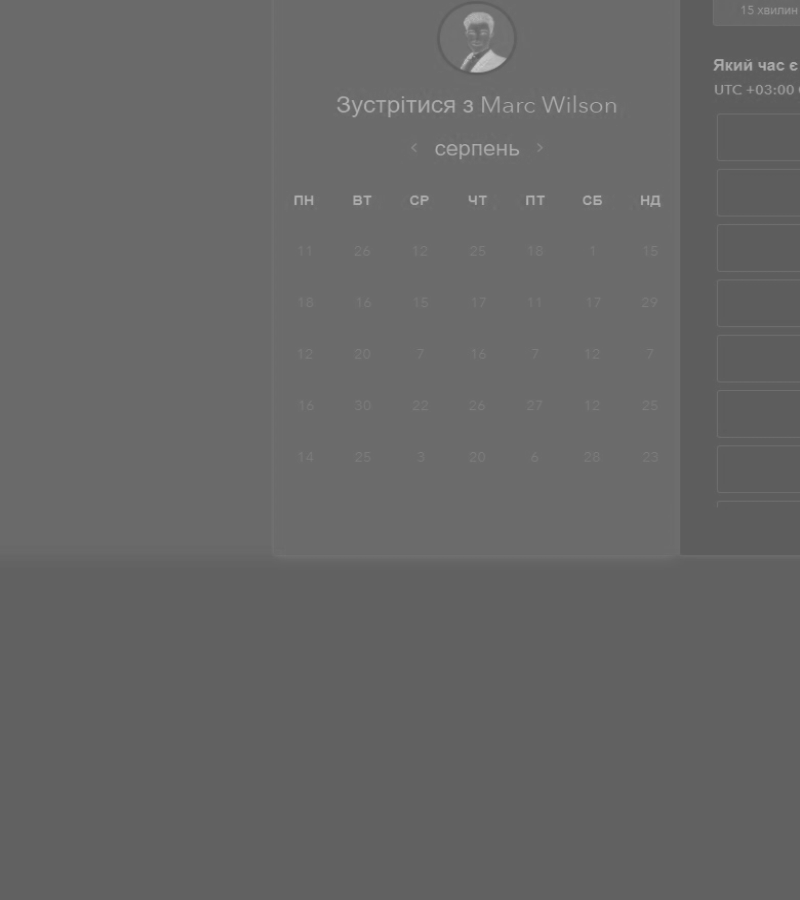 15 хвилин
Зустрітися з Marc Wilson
Який час є
UTC +03:00
‹ серпень ›
ПН ВТ СР ЧТ ПТ СБ НД
11 26 12 25 18 1 15
18 16 15 17 11 17 29
12 20 7 16 7 12 7
16 30 22 26 27 12 25
14 25 3 20 6 28 23